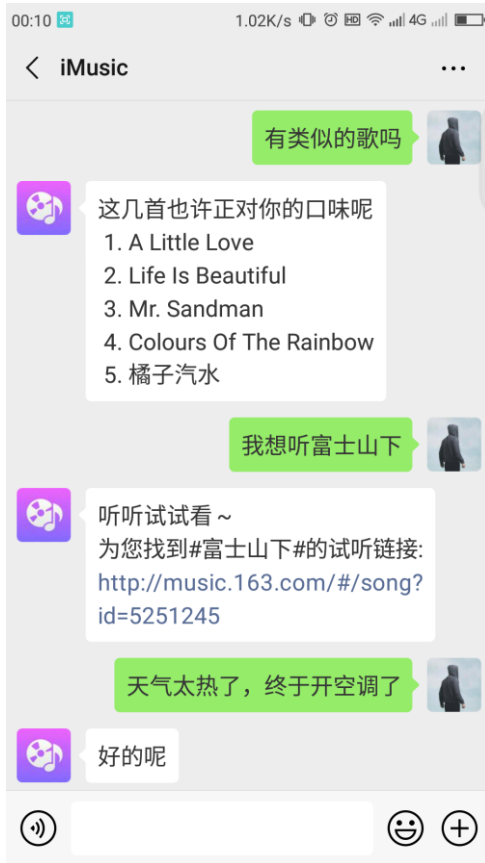 00:10 1.02K/s HD 4G
iMusic
有类似的歌吗
这几首也许正对你的口味呢
1. A Little Love
2. Life Is Beautiful
3. Mr. Sandman
4. Colours Of The Rainbow
5. 橘子汽水
我想听富士山下
听听试试看～
为您找到#富士山下#的试听链接:
http://music.163.com/#/song?
id=5251245
天气太热了，终于开空调了
好的呢